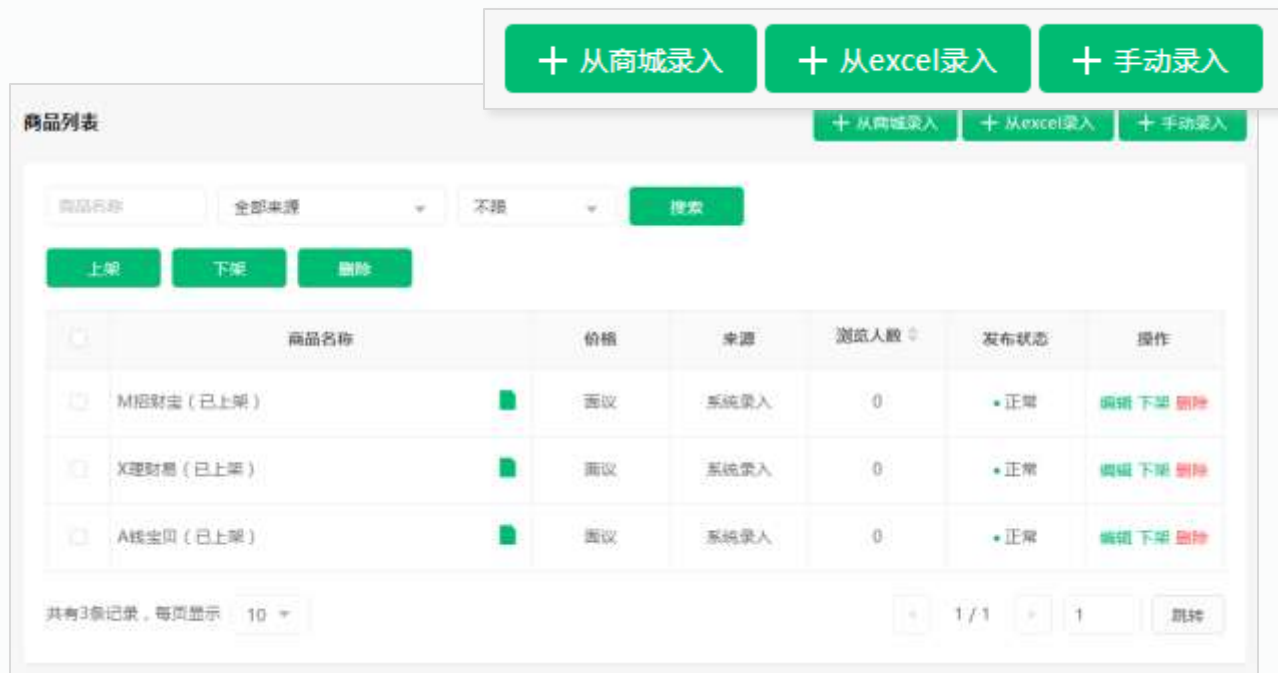 + 从商城录入 + 从excel录入 + 手动录入
商品列表 + 从商城录入 + 从excel录入 + 手动录入
商品名称 全部来源 不限 搜索
上架 下架 删除
商品名称 价格 来源 浏览人数 发布状态 操作
M招财宝(已上架) 面议 系统录入 0 正常 编辑 下架 删除
X理财易(已上架) 面议 系统录入 0 正常 编辑 下架 删除
A钱宝贝(已上架) 面议 系统录入 0 正常 编辑 下架 删除
共有3条记录,每页显示 10 1 / 1 1 跳转